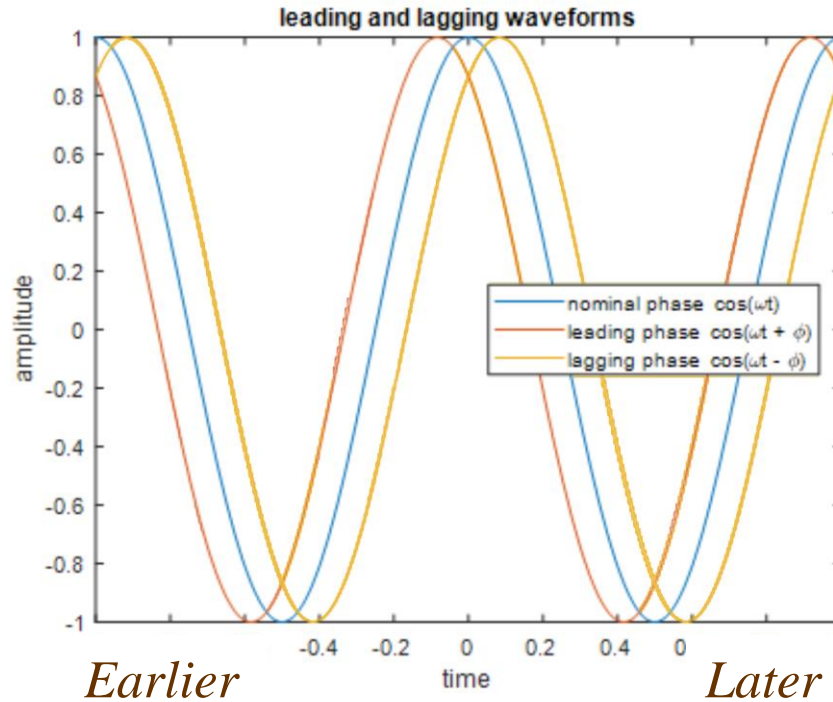 leading and lagging waveforms
1
0.8
0.6
0.4
0.2
0
-0.2
-0.4
-0.6
-0.8
-1
amplitude
nominal phase cos(ωt)
leading phase cos(ωt + ϕ)
lagging phase cos(ωt - ϕ)
-0.4 -0.2 0 0.2 0.4 0
time
Earlier Later